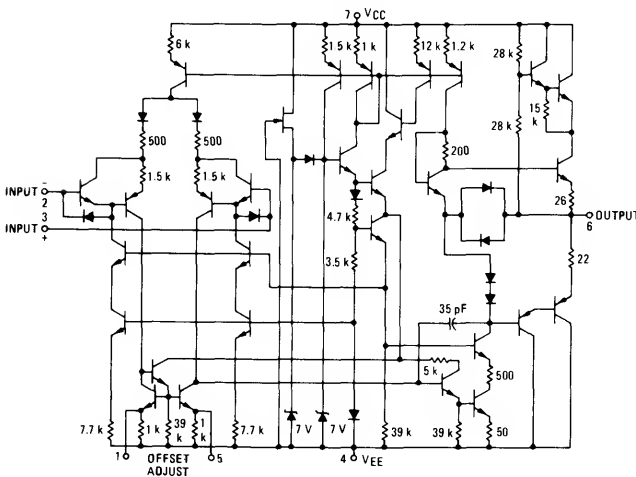 7 VCC
6 k
1.5 k
1 k
12 k
1.2 k
28 k
15 k
28 k
500
500
200
1.5 k
1.5 k
INPUT −
2
3
INPUT +
4.7 k
26
OUTPUT
6
3.5 k
22
35 pF
5 k
500
7.7 k
1 k
39 k
1 k
7.7 k
7 V
7 V
39 k
39 k
50
1
OFFSET ADJUST
5
4 VEE